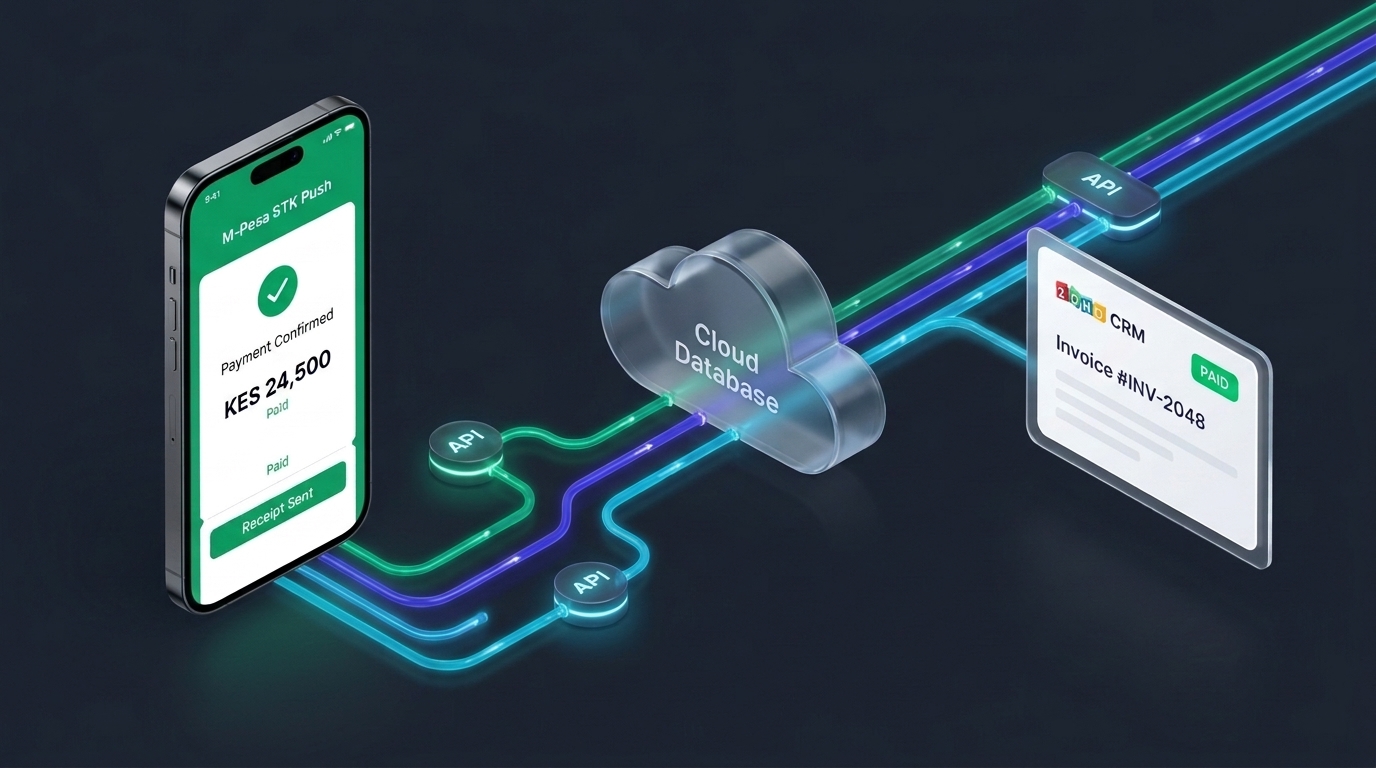 9:41
M-Pesa STK Push
Payment Confirmed
KES 24,500
Paid
Paid
Receipt Sent
API
API
Cloud
Database
API
ZOHO CRM
Invoice #INV-2048
PAID